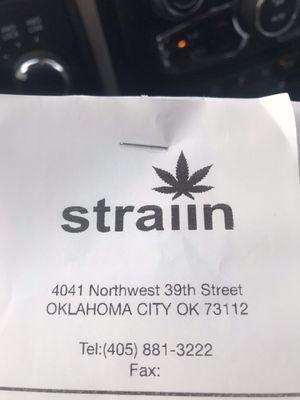 straiin
4041 Northwest 39th Street
OKLAHOMA CITY OK 73112
Tel:(405) 881-3222
Fax: